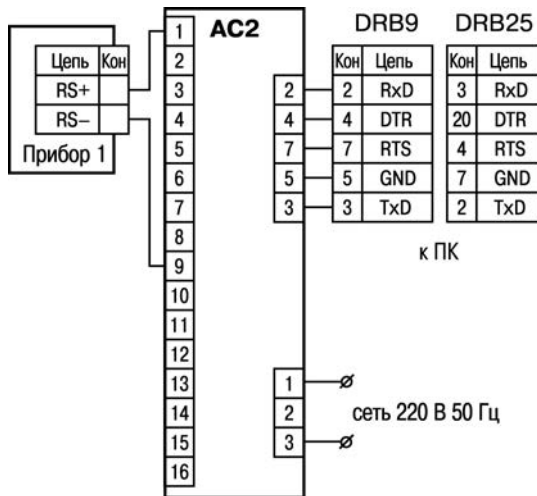 AC2
DRB9
DRB25
Цепь Кон
RS+
RS−
Прибор 1
1
2
3
4
5
6
7
8
9
10
11
12
13
14
15
16
2
4
7
5
3
Кон Цепь
2 RxD
4 DTR
7 RTS
5 GND
3 TxD
Кон Цепь
3 RxD
20 DTR
4 RTS
7 GND
2 TxD
к ПК
1
2
3
сеть 220 В 50 Гц